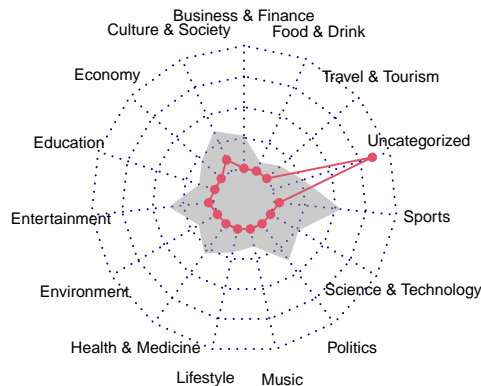 Business & Finance
Culture & Society
Food & Drink
Economy
Travel & Tourism
Education
Uncategorized
Entertainment
Sports
Environment
Science & Technology
Health & Medicine
Politics
Lifestyle
Music